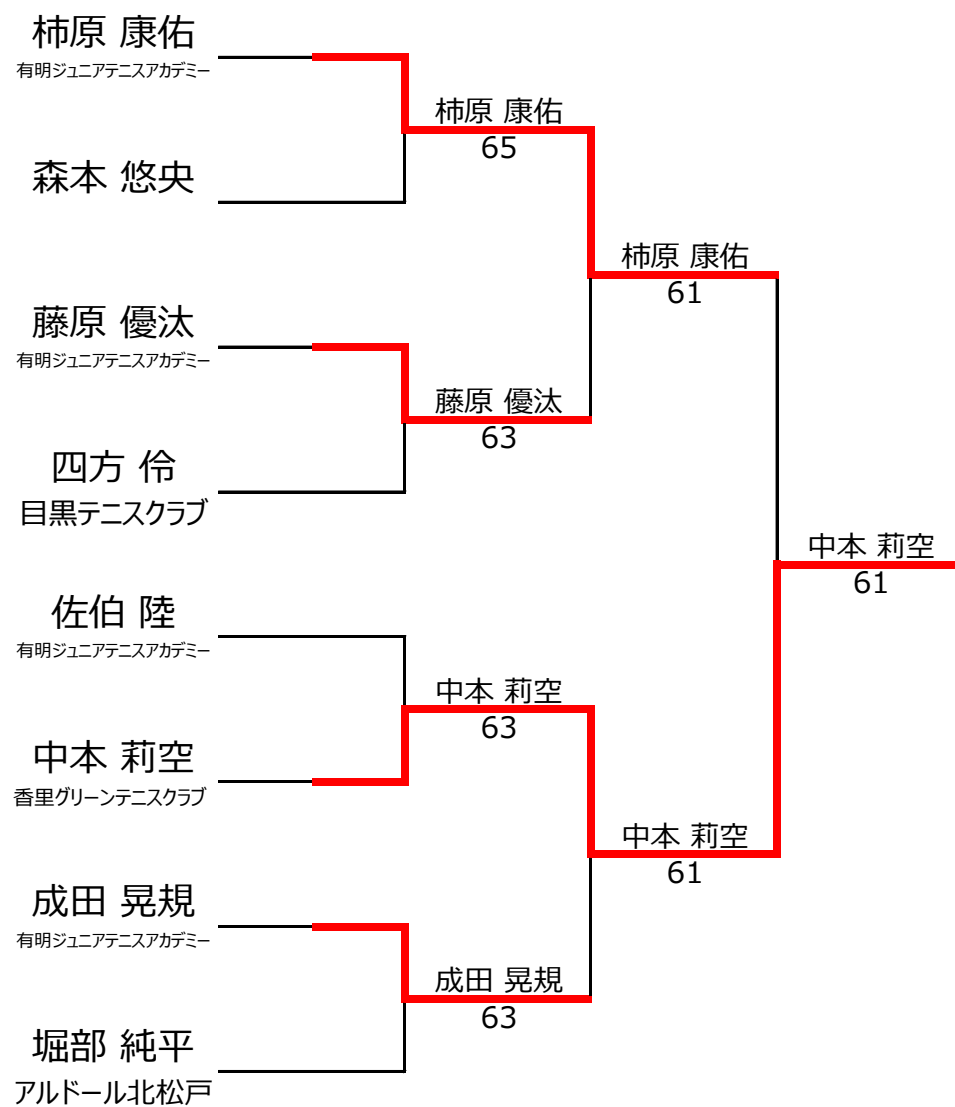 柿原 康佑
有明ジュニアテニスアカデミー
柿原 康佑
65
森本 悠央
柿原 康佑
61
藤原 優汰
有明ジュニアテニスアカデミー
藤原 優汰
63
四方 伶
目黒テニスクラブ
中本 莉空
61
佐伯 陸
有明ジュニアテニスアカデミー
中本 莉空
63
中本 莉空
香里グリーンテニスクラブ
中本 莉空
61
成田 晃規
有明ジュニアテニスアカデミー
成田 晃規
63
堀部 純平
アルドール北松戸